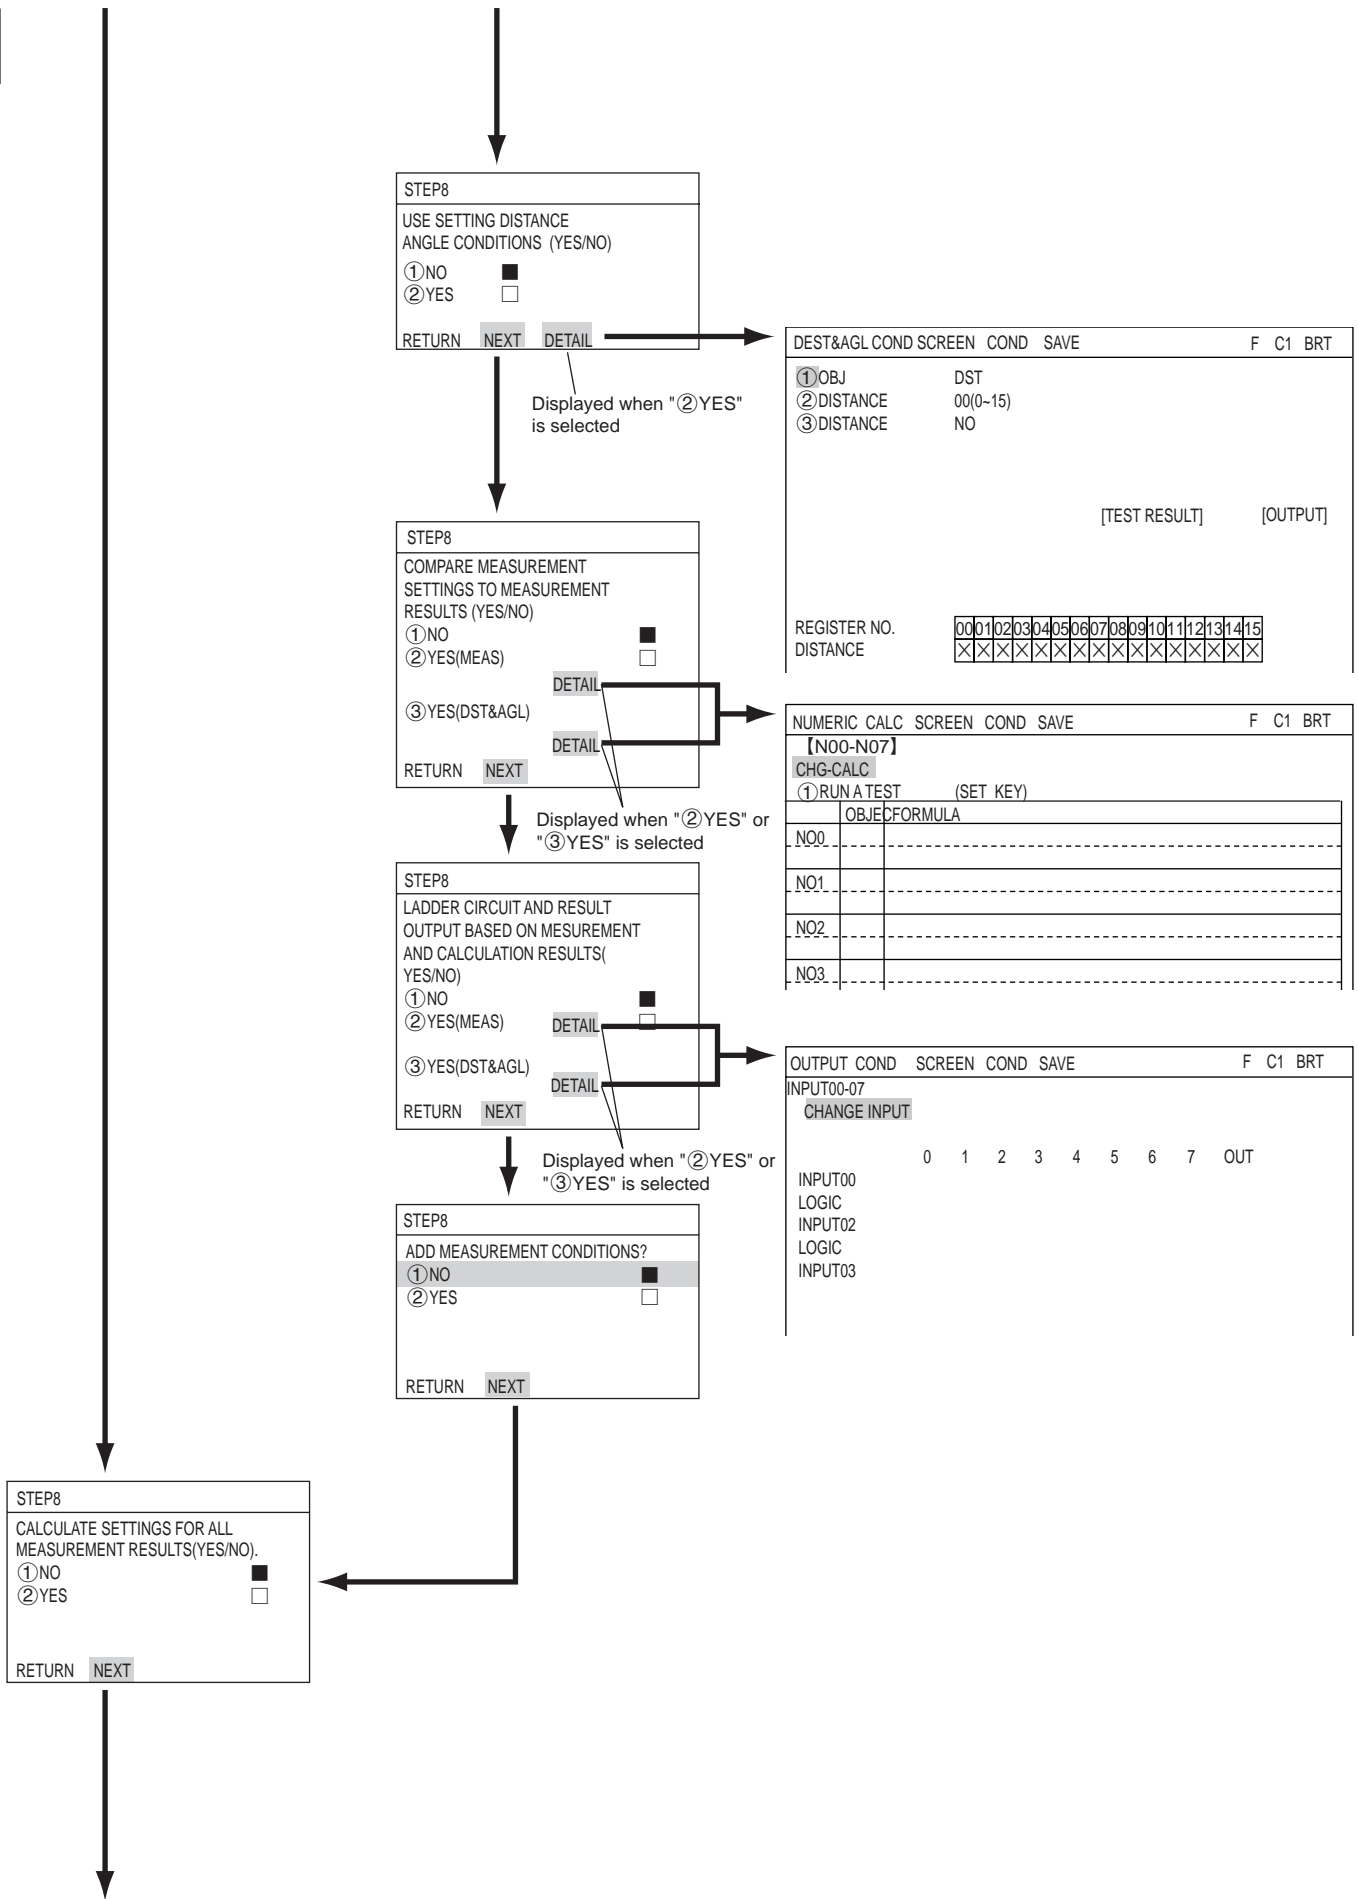 STEP8
USE SETTING DISTANCE
ANGLE CONDITIONS (YES/NO)
①NO ■
②YES □
RETURN NEXT DETAIL
Displayed when "②YES"
is selected
DEST&AGL COND SCREEN COND SAVE F C1 BRT
①OBJ DST
②DISTANCE 00(0~15)
③DISTANCE NO
[TEST RESULT] [OUTPUT]
REGISTER NO. 00 01 02 03 04 05 06 07 08 09 10 11 12 13 14 15
DISTANCE X X X X X X X X X X X X X X X X
STEP8
COMPARE MEASUREMENT
SETTINGS TO MEASUREMENT
RESULTS (YES/NO)
①NO ■
②YES(MEAS) □
DETAIL
③YES(DST&AGL)
DETAIL
RETURN NEXT
Displayed when "②YES" or
"③YES" is selected
NUMERIC CALC SCREEN COND SAVE F C1 BRT
【N00-N07】
CHG-CALC
①RUN A TEST (SET KEY)
OBJECFORMULA
NO0
NO1
NO2
NO3
STEP8
LADDER CIRCUIT AND RESULT
OUTPUT BASED ON MESUREMENT
AND CALCULATION RESULTS(
YES/NO)
①NO ■
②YES(MEAS) DETAIL □
③YES(DST&AGL)
DETAIL
RETURN NEXT
Displayed when "②YES" or
"③YES" is selected
OUTPUT COND SCREEN COND SAVE F C1 BRT
INPUT00-07
CHANGE INPUT
0 1 2 3 4 5 6 7 OUT
INPUT00
LOGIC
INPUT02
LOGIC
INPUT03
STEP8
ADD MEASUREMENT CONDITIONS?
①NO ■
②YES □
RETURN NEXT
STEP8
CALCULATE SETTINGS FOR ALL
MEASUREMENT RESULTS(YES/NO).
①NO ■
②YES □
RETURN NEXT